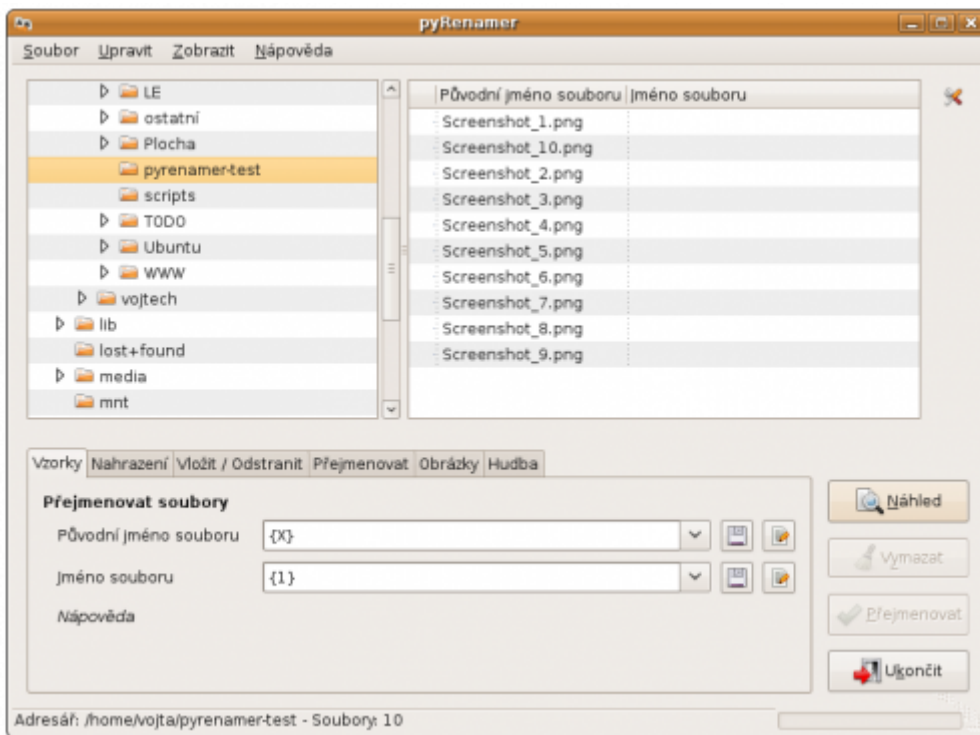 pyRenamer
Soubor Upravit Zobrazit Nápověda
LE
ostatní
Plocha
pyrenamer-test
scripts
TODO
Ubuntu
WWW
vojtech
lib
lost+found
media
mnt
Původní jméno souboru Jméno souboru
Screenshot_1.png
Screenshot_10.png
Screenshot_2.png
Screenshot_3.png
Screenshot_4.png
Screenshot_5.png
Screenshot_6.png
Screenshot_7.png
Screenshot_8.png
Screenshot_9.png
Vzorky Nahrazení Vložit / Odstranit Přejmenovat Obrázky Hudba
Přejmenovat soubory
Původní jméno souboru {X}
Jméno souboru {1}
Nápověda
Náhled
Vymazat
Přejmenovat
Ukončit
Adresář: /home/vojta/pyrenamer-test - Soubory: 10